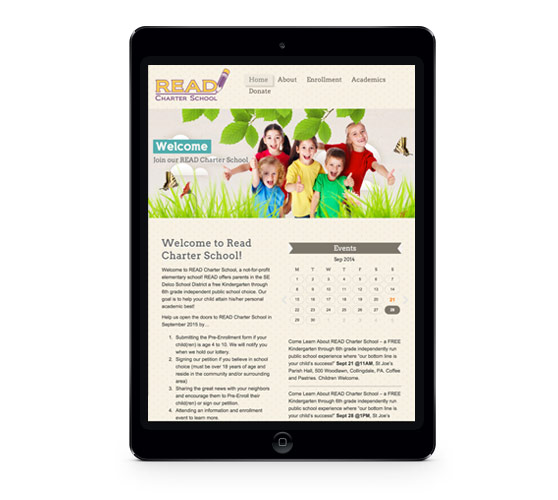 READ
CHARTER SCHOOL
Home About Enrollment Academics
Donate
Welcome
Join our READ Charter School
Welcome to Read
Charter School!
Welcome to READ Charter School, a not-for-profit
elementary school! READ offers parents in the SE
Delco School District a free Kindergarten through
6th grade independent public school choice. Our
goal is to help your child attain his/her personal
academic best!
Help us open the doors to READ Charter School in
September 2015 by…
1. Submitting the Pre-Enrollment form if your
child(ren) is age 4 to 10. We will notify you
when we hold our lottery.
2. Signing our petition if you believe in school
choice (must be over 18 years of age and
reside in the community and/or surrounding
area)
3. Sharing the great news with your neighbors
and encourage them to Pre-Enroll their
child(ren) or sign our petition.
4. Attending an information and enrollment
event to learn more.
Events
Sep 2014
M T W T F S S
1 2 3 4 5 6 7
8 9 10 11 12 13 14
15 16 17 18 19 20 21
22 23 24 25 26 27 28
29 30 1 2 3 4 5
Come Learn About READ Charter School – a FREE
Kindergarten through 6th grade independently run
public school experience where "our bottom line is
your child's success!" Sept 21 @11AM, St Joe's
Parish Hall, 500 Woodlawn, Collingdale, PA. Coffee
and Pastries. Children Welcome.
Come Learn About READ Charter School – a FREE
Kindergarten through 6th grade independently run
public school experience where "our bottom line is
your child's success!" Sept 28 @1PM, St Joe's